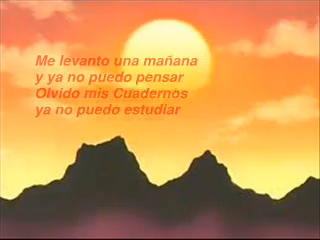 Me levanto una mañana
y ya no puedo pensar
Olvido mis Cuadernos
ya no puedo estudiar